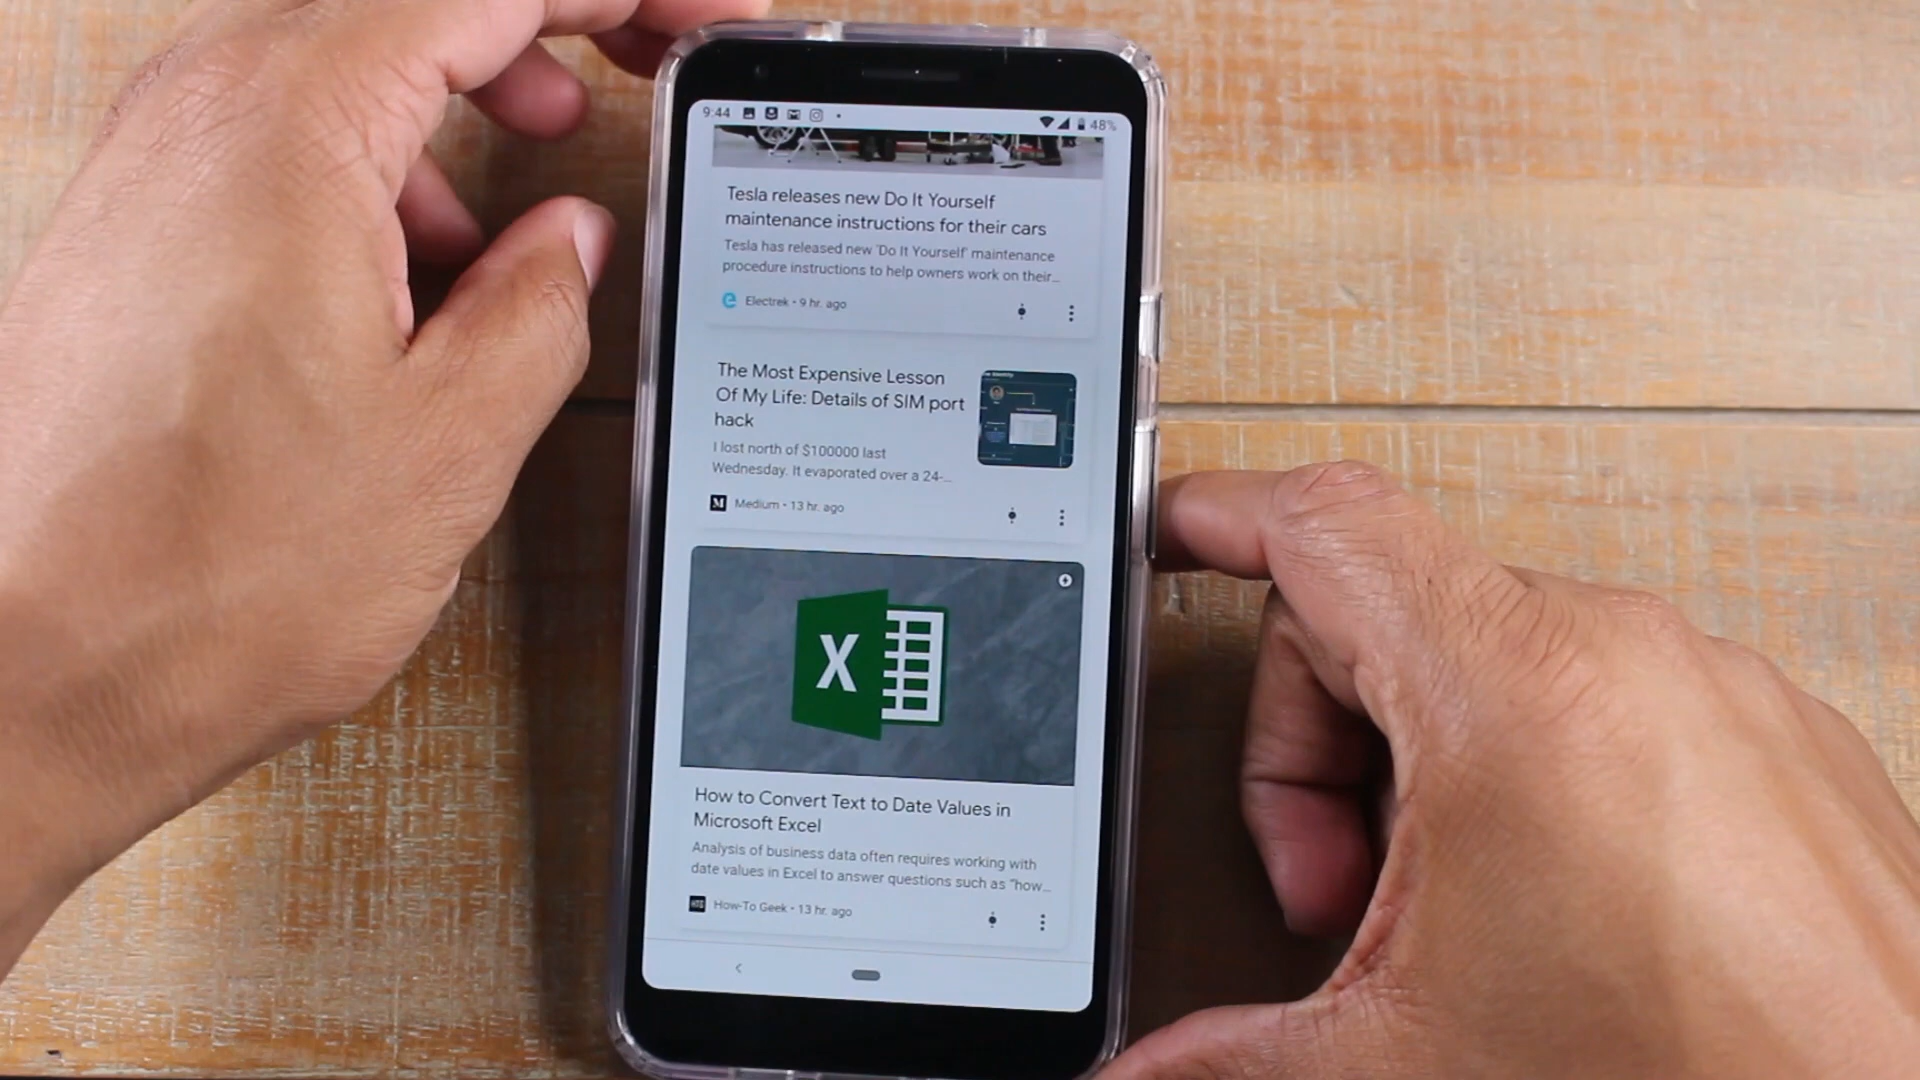 9:44
48%
Tesla releases new Do It Yourself
maintenance instructions for their cars
Tesla has released new 'Do It Yourself' maintenance
procedure instructions to help owners work on their...
Electrek • 9 hr. ago
The Most Expensive Lesson
Of My Life: Details of SIM port
hack
I lost north of $100000 last
Wednesday. It evaporated over a 24-...
M
Medium • 13 hr. ago
X
How to Convert Text to Date Values in
Microsoft Excel
Analysis of business data often requires working with
date values in Excel to answer questions such as "how...
How-To Geek • 13 hr. ago